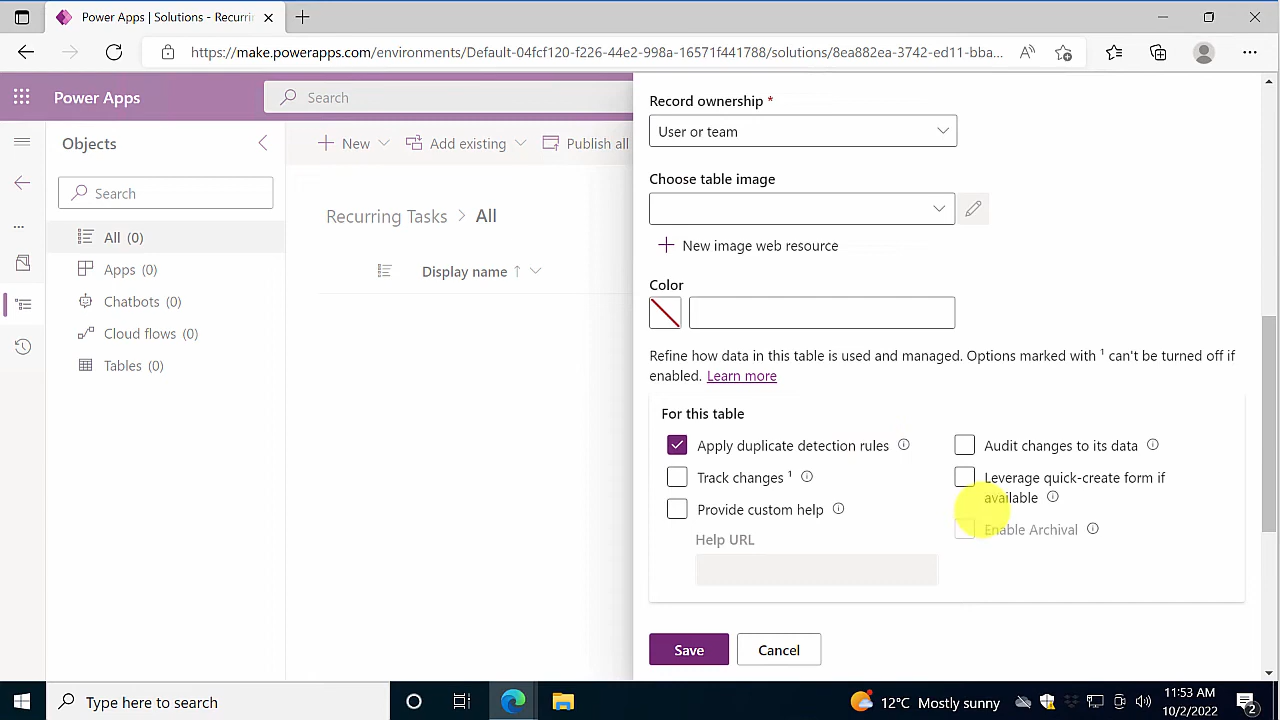 Power Apps | Solutions - Recurrin
https://make.powerapps.com/environments/Default-04fcf120-f226-44e2-998a-16571f441783/solutions/8ea882ea-3742-ed11-bba...
Power Apps
Search
Objects
Search
All (0)
Apps (0)
Chatbots (0)
Cloud flows (0)
Tables (0)
New
Add existing
Publish all
Recurring Tasks > All
Display name ↑
Record ownership *
User or team
Choose table image
New image web resource
Color
Refine how data in this table is used and managed. Options marked with ¹ can't be turned off if
enabled. Learn more
For this table
Apply duplicate detection rules
Track changes ¹
Provide custom help
Help URL
Audit changes to its data
Leverage quick-create form if
available
Enable Archival
Save
Cancel
Type here to search
12°C Mostly sunny
11:53 AM
10/2/2022
2